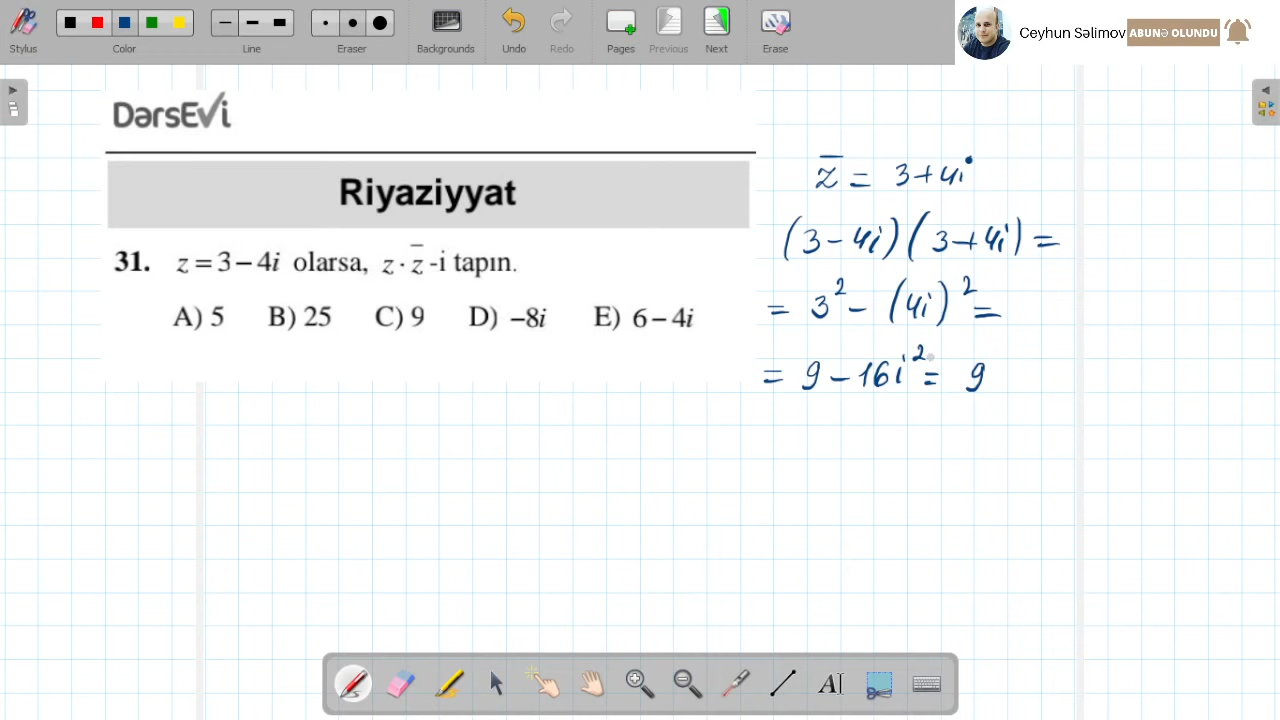 Stylus Color Line Eraser Backgrounds Undo Redo Pages Previous Next Erase
Ceyhun Səlimov ABUNƏ OLUNDU
DərsEvi
Riyaziyyat
31. z = 3 – 4i olarsa, z · z̅ -i tapın.
A) 5 B) 25 C) 9 D) –8i E) 6 – 4i
z̅ = 3+4i
(3–4i)(3+4i) =
= 3² – (4i)² =
= 9 – 16i² = 9